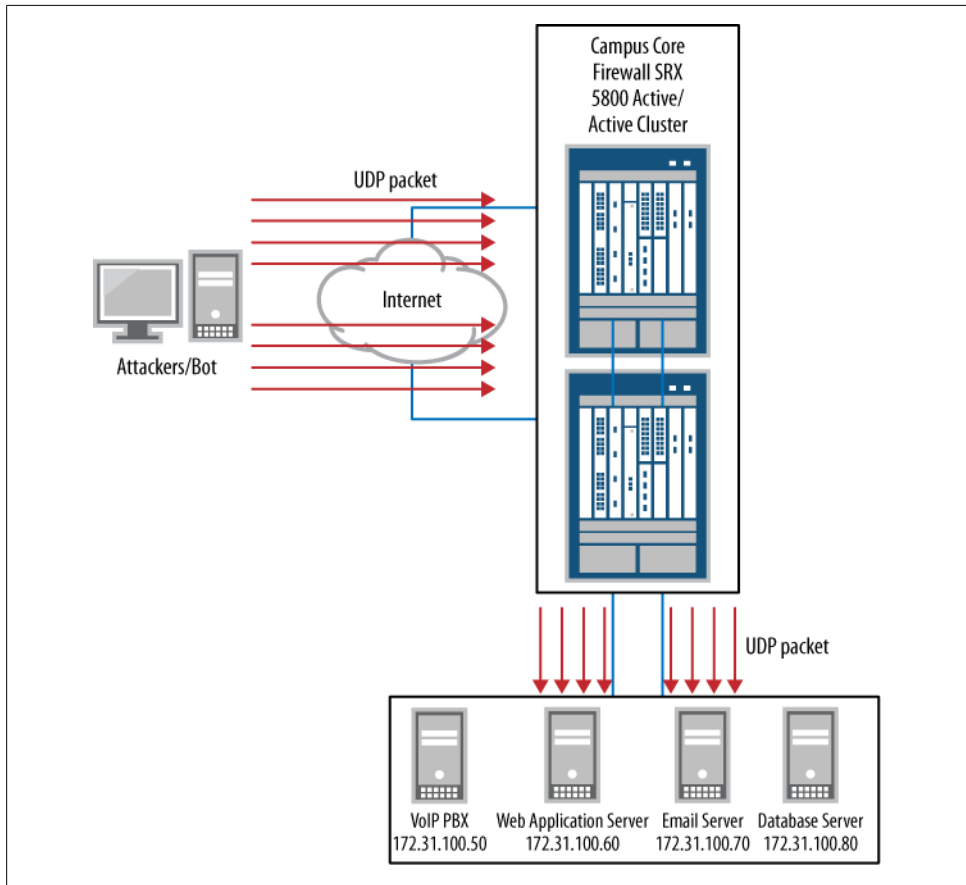 Campus Core
Firewall SRX
5800 Active/
Active Cluster
UDP packet
Internet
Attackers/Bot
UDP packet
VoIP PBX
172.31.100.50
Web Application Server
172.31.100.60
Email Server
172.31.100.70
Database Server
172.31.100.80